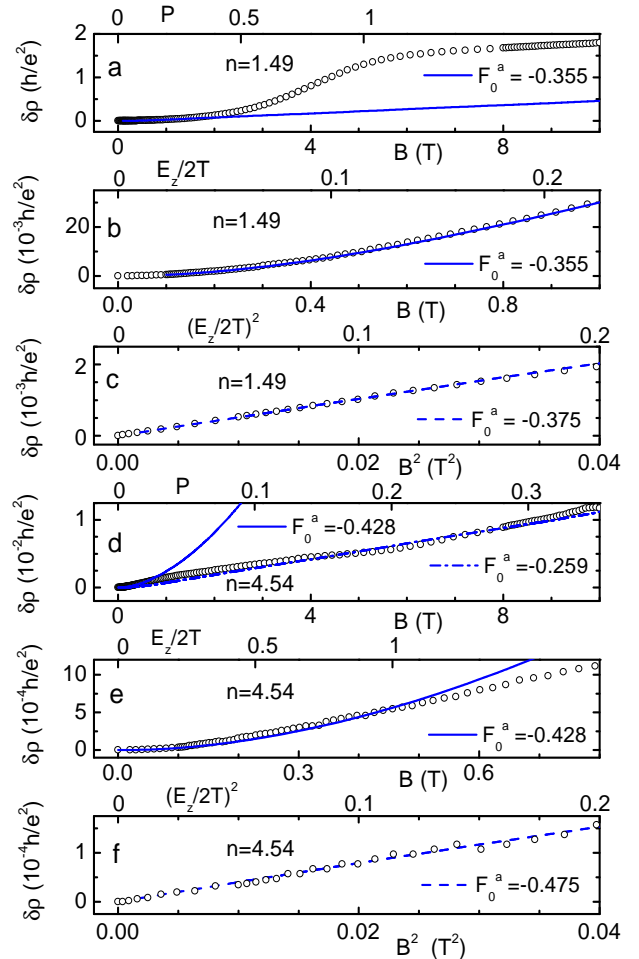 0 P 0.5 1
2
1
0
δρ (h/e²)
a
n=1.49
F₀ᵃ = -0.355
0 4 B (T) 8
0 E_z/2T 0.1 0.2
20
0
δρ (10⁻³h/e²)
b
n=1.49
F₀ᵃ = -0.355
0.0 0.4 B (T) 0.8
0 (E_z/2T)² 0.1 0.2
2
0
δρ (10⁻³h/e²)
c
n=1.49
F₀ᵃ = -0.375
0.00 0.02 B² (T²) 0.04
0 P 0.1 0.2 0.3
1
0
δρ (10⁻²h/e²)
d
F₀ᵃ =-0.428
F₀ᵃ =-0.259
n=4.54
0 4 B (T) 8
0 E_z/2T 0.5 1
10
5
0
δρ (10⁻⁴h/e²)
e
n=4.54
F₀ᵃ =-0.428
0.0 0.3 B (T) 0.6
0 (E_z/2T)² 0.1 0.2
1
0
δρ (10⁻⁴h/e²)
f
n=4.54
F₀ᵃ =-0.475
0.00 0.02 B² (T²) 0.04